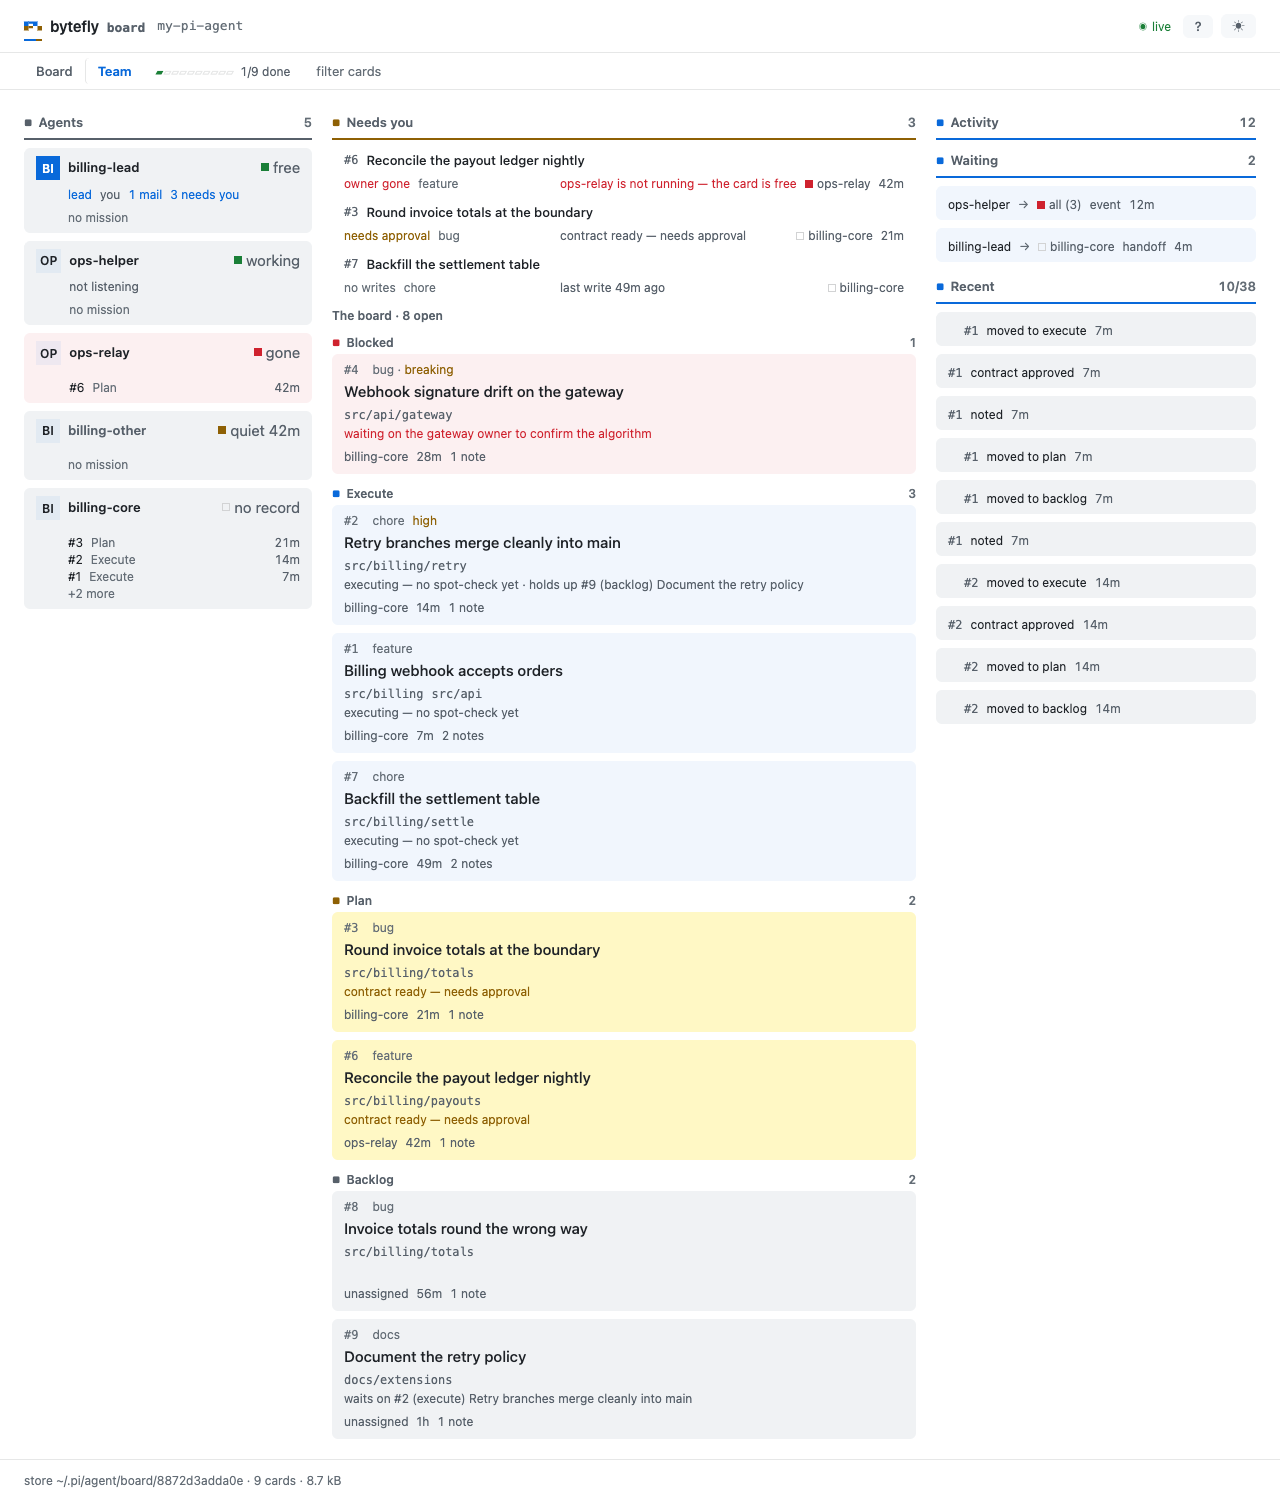 bytefly board my-pi-agent
live ?
Board Team 1/9 done filter cards
Agents 5
BI billing-lead free
lead you 1 mail 3 needs you
no mission
OP ops-helper working
not listening
no mission
OP ops-relay gone
#6 Plan 42m
BI billing-other quiet 42m
no mission
BI billing-core no record
#3 Plan 21m
#2 Execute 14m
#1 Execute 7m
+2 more
Needs you 3
#6 Reconcile the payout ledger nightly
owner gone feature ops-relay is not running — the card is free ops-relay 42m
#3 Round invoice totals at the boundary
needs approval bug contract ready — needs approval billing-core 21m
#7 Backfill the settlement table
no writes chore last write 49m ago billing-core
The board · 8 open
Blocked 1
#4 bug · breaking
Webhook signature drift on the gateway
src/api/gateway
waiting on the gateway owner to confirm the algorithm
billing-core 28m 1 note
Execute 3
#2 chore high
Retry branches merge cleanly into main
src/billing/retry
executing — no spot-check yet · holds up #9 (backlog) Document the retry policy
billing-core 14m 1 note
#1 feature
Billing webhook accepts orders
src/billing src/api
executing — no spot-check yet
billing-core 7m 2 notes
#7 chore
Backfill the settlement table
src/billing/settle
executing — no spot-check yet
billing-core 49m 2 notes
Plan 2
#3 bug
Round invoice totals at the boundary
src/billing/totals
contract ready — needs approval
billing-core 21m 1 note
#6 feature
Reconcile the payout ledger nightly
src/billing/payouts
contract ready — needs approval
ops-relay 42m 1 note
Backlog 2
#8 bug
Invoice totals round the wrong way
src/billing/totals
unassigned 56m 1 note
#9 docs
Document the retry policy
docs/extensions
waits on #2 (execute) Retry branches merge cleanly into main
unassigned 1h 1 note
Activity 12
Waiting 2
ops-helper → all (3) event 12m
billing-lead → billing-core handoff 4m
Recent 10/38
#1 moved to execute 7m
#1 contract approved 7m
#1 noted 7m
#1 moved to plan 7m
#1 moved to backlog 7m
#1 noted 7m
#2 moved to execute 14m
#2 contract approved 14m
#2 moved to plan 14m
#2 moved to backlog 14m
store ~/.pi/agent/board/8872d3adda0e · 9 cards · 8.7 kB